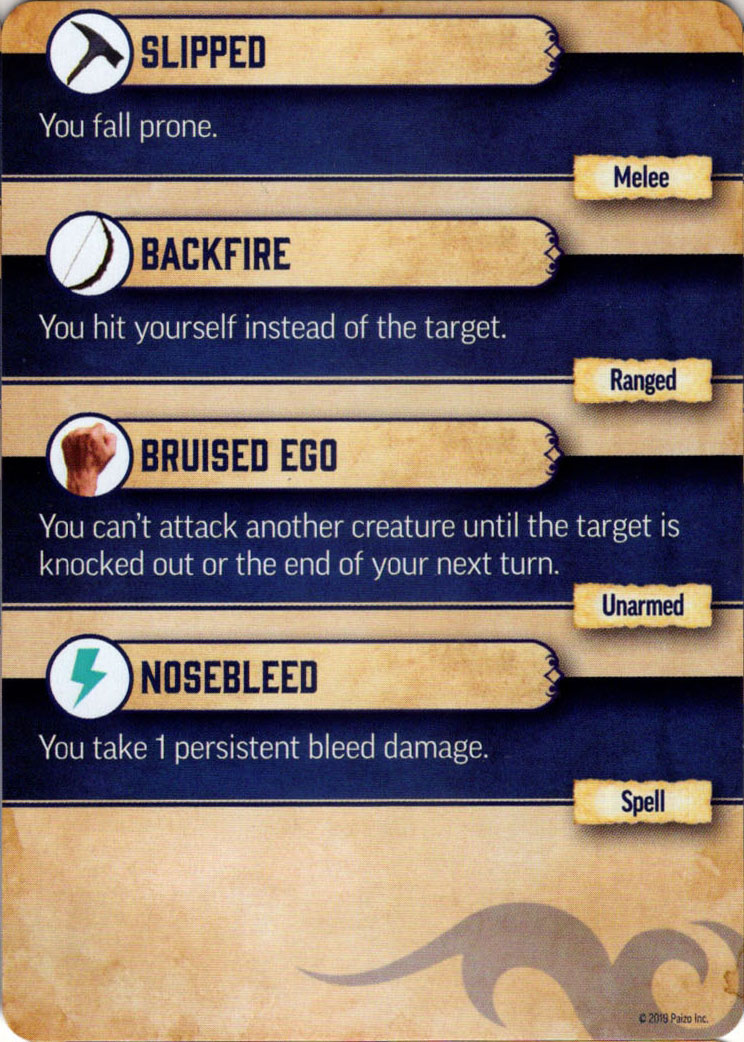 SLIPPED
You fall prone.
Melee
BACKFIRE
You hit yourself instead of the target.
Ranged
BRUISED EGO
You can't attack another creature until the target is
knocked out or the end of your next turn.
Unarmed
NOSEBLEED
You take 1 persistent bleed damage.
Spell
© 2019 Paizo Inc.